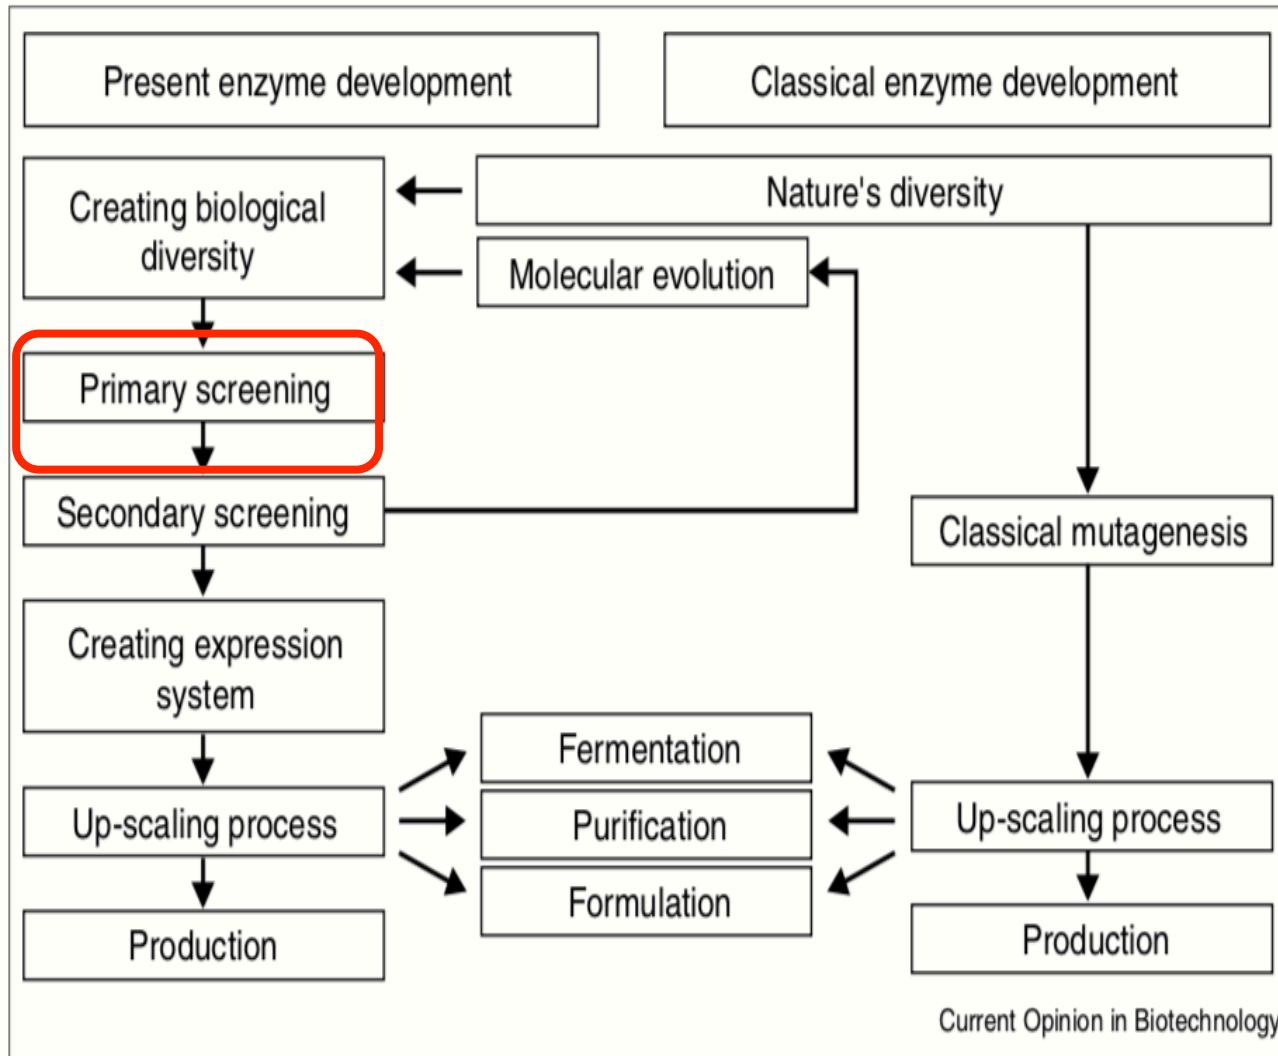 Present enzyme development
Classical enzyme development
Creating biological
diversity
Nature's diversity
Molecular evolution
Primary screening
Secondary screening
Classical mutagenesis
Creating expression
system
Fermentation
Up-scaling process
Purification
Up-scaling process
Formulation
Production
Production
Current Opinion in Biotechnology